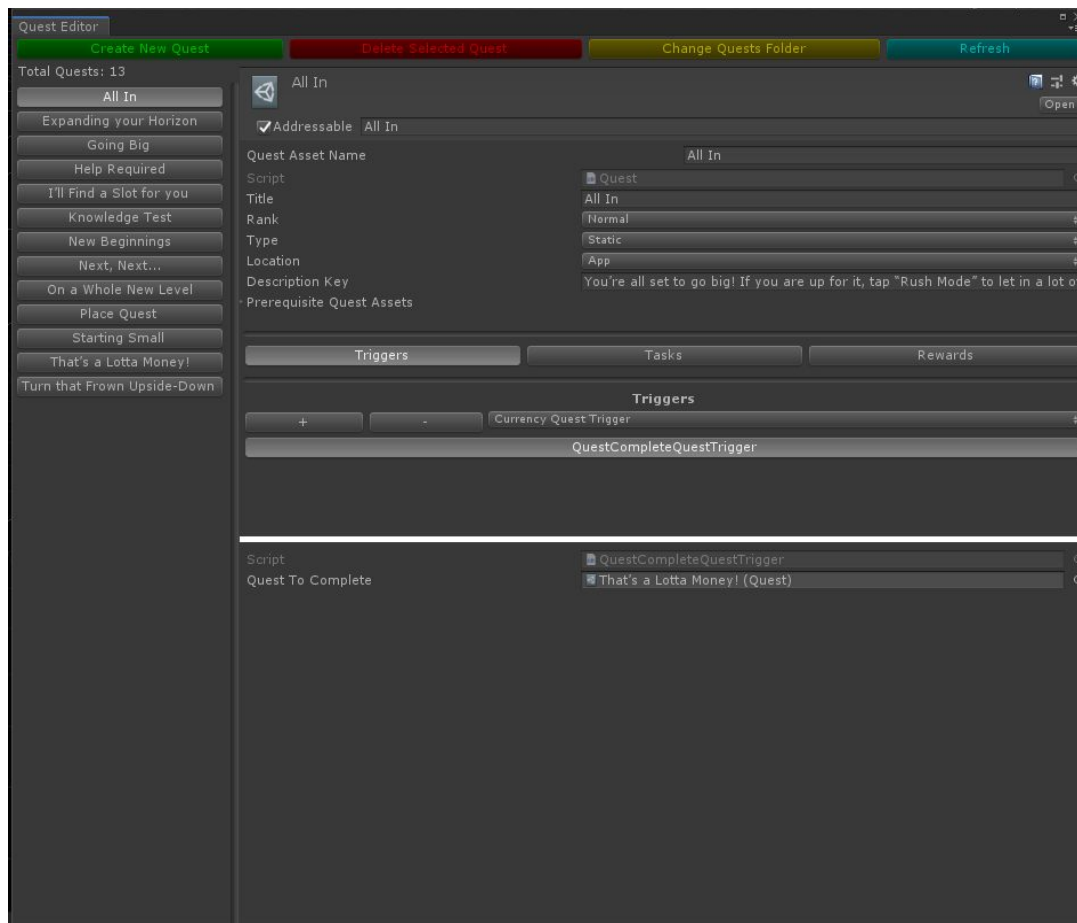 Quest Editor
Create New Quest Delete Selected Quest Change Quests Folder Refresh
Total Quests: 13
All In
Expanding your Horizon
Going Big
Help Required
I'll Find a Slot for you
Knowledge Test
New Beginnings
Next, Next...
On a Whole New Level
Place Quest
Starting Small
That's a Lotta Money!
Turn that Frown Upside-Down
All In
Open
Addressable All In
Quest Asset Name All In
Script Quest
Title All In
Rank Normal
Type Static
Location App
Description Key You're all set to go big! If you are up for it, tap "Rush Mode" to let in a lot o
Prerequisite Quest Assets
Triggers Tasks Rewards
Triggers
+ - Currency Quest Trigger
QuestCompleteQuestTrigger
Script QuestCompleteQuestTrigger
Quest To Complete That's a Lotta Money! (Quest)